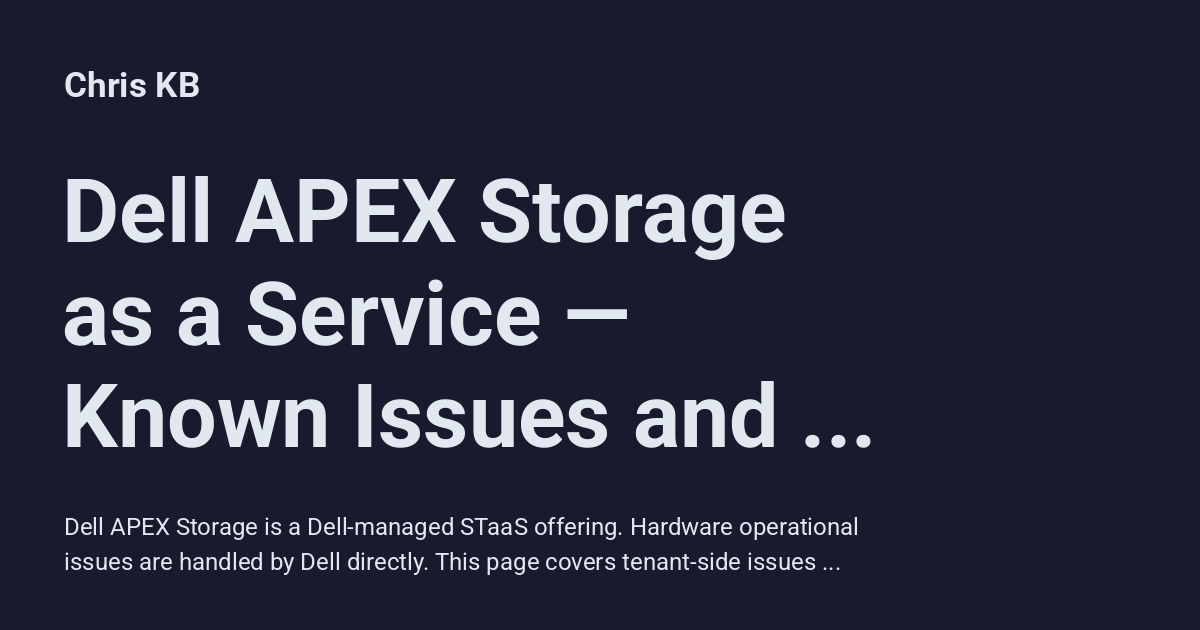 Chris KB
Dell APEX Storage
as a Service —
Known Issues and ...
Dell APEX Storage is a Dell-managed STaaS offering. Hardware operational
issues are handled by Dell directly. This page covers tenant-side issues ...